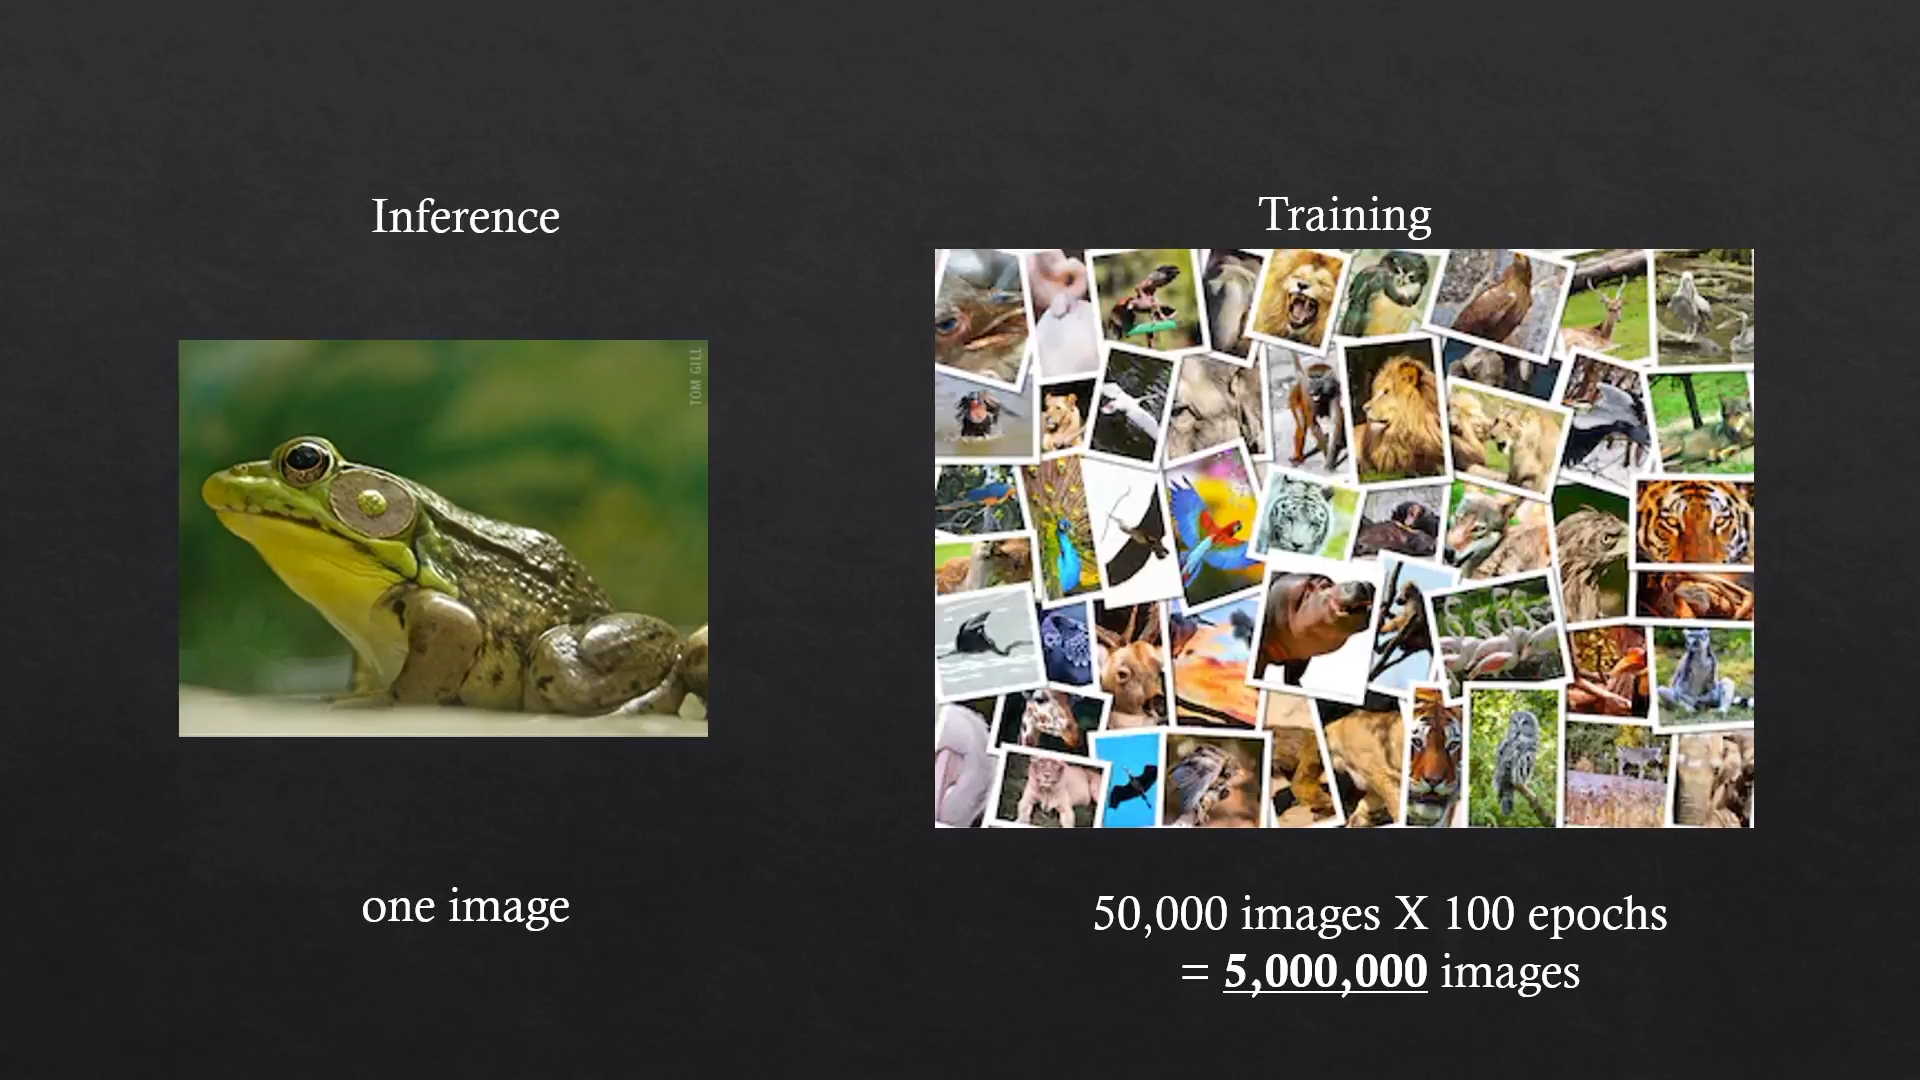 Inference
Training
TOM GILL
one image
50,000 images X 100 epochs
= 5,000,000 images